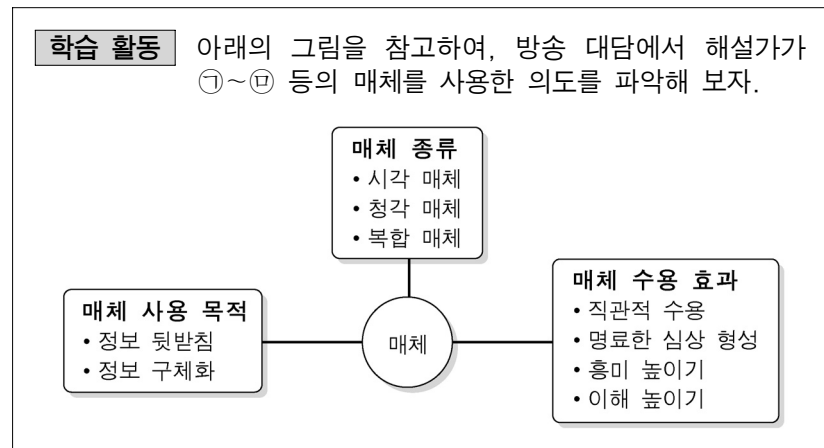 학습 활동 아래의 그림을 참고하여, 방송 대담에서 해설가가
㉠~㉤ 등의 매체를 사용한 의도를 파악해 보자.
매체 종류
• 시각 매체
• 청각 매체
• 복합 매체
매체 사용 목적
• 정보 뒷받침
• 정보 구체화
매체
매체 수용 효과
• 직관적 수용
• 명료한 심상 형성
• 흥미 높이기
• 이해 높이기